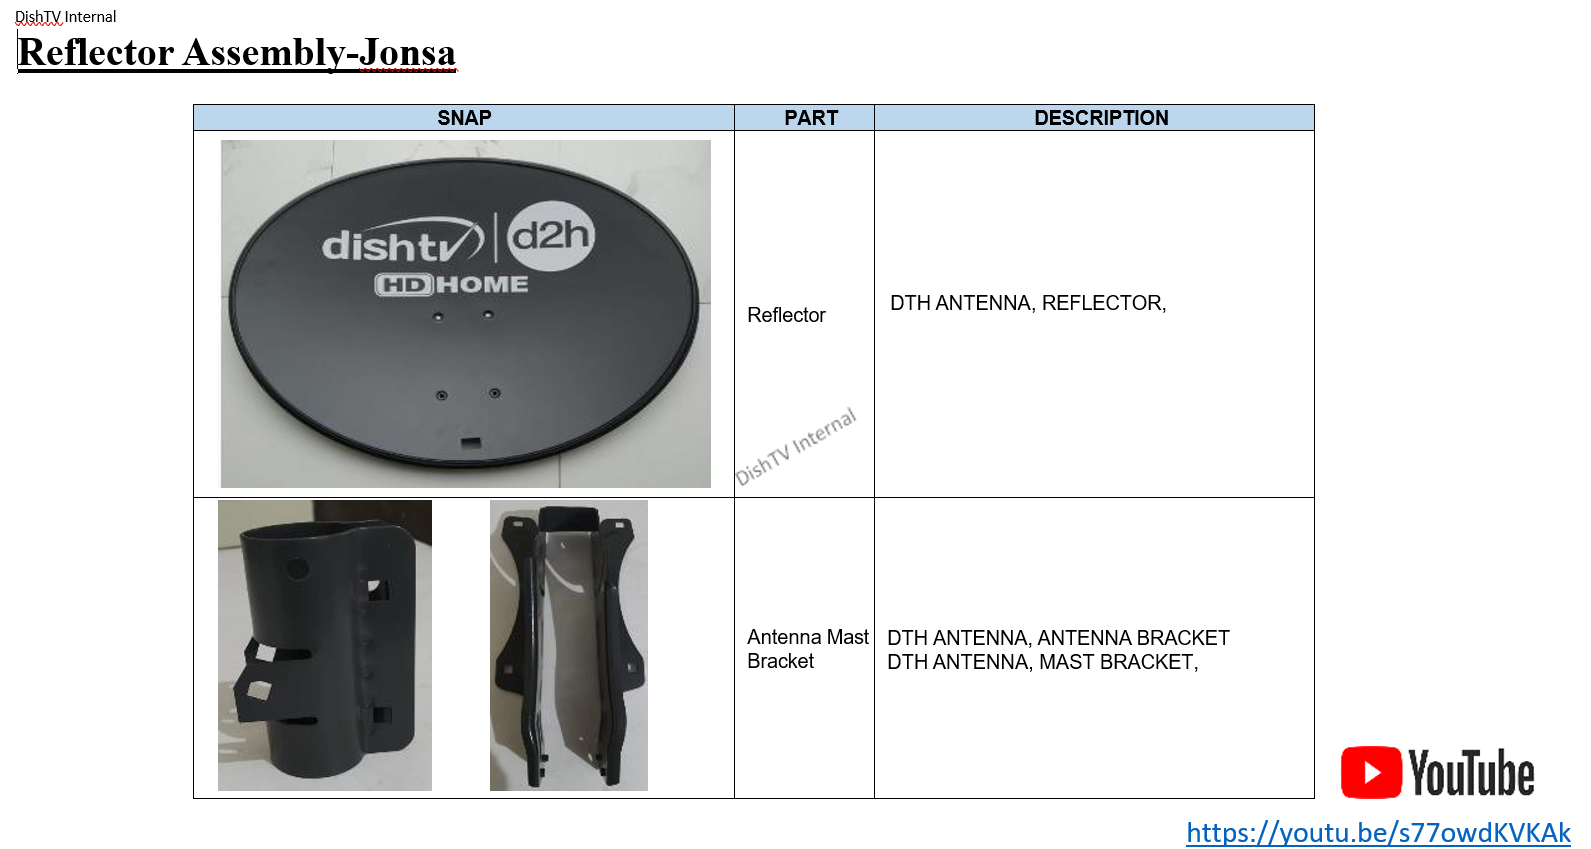 DishTV Internal
Reflector Assembly-Jonsa
SNAP PART DESCRIPTION
dishtv d2h
HD HOME
Reflector
DTH ANTENNA, REFLECTOR,
DishTV Internal
Antenna Mast
Bracket
DTH ANTENNA, ANTENNA BRACKET
DTH ANTENNA, MAST BRACKET,
YouTube
https://youtu.be/s77owdKVKAk